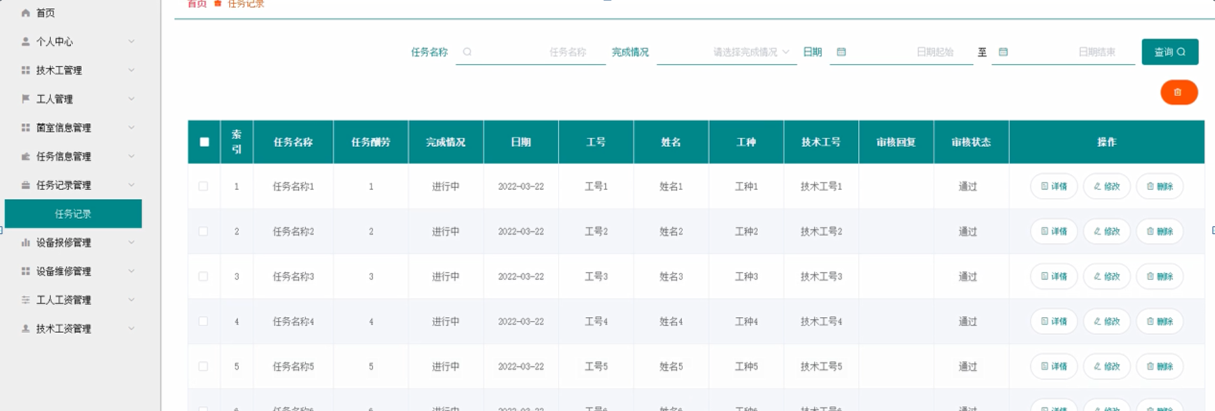 首页 任务记录
首页
个人中心
技术工管理
工人管理
菌室信息管理
任务信息管理
任务记录管理
任务记录
设备报修管理
设备维修管理
工人工资管理
技术工资管理
任务名称 任务名称 完成情况 请选择完成情况 日期 日期起始 至 日期结束 查询
索引 任务名称 任务酬劳 完成情况 日期 工号 姓名 工种 技术工号 审核回复 审核状态 操作
1 任务名称1 1 进行中 2022-03-22 工号1 姓名1 工种1 技术工号1 通过 详情 修改 删除
2 任务名称2 2 进行中 2022-03-22 工号2 姓名2 工种2 技术工号2 通过 详情 修改 删除
3 任务名称3 3 进行中 2022-03-22 工号3 姓名3 工种3 技术工号3 通过 详情 修改 删除
4 任务名称4 4 进行中 2022-03-22 工号4 姓名4 工种4 技术工号4 通过 详情 修改 删除
5 任务名称5 5 进行中 2022-03-22 工号5 姓名5 工种5 技术工号5 通过 详情 修改 删除